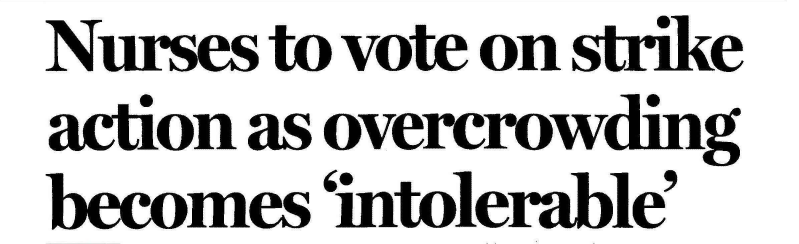 Nurses to vote on strike
action as overcrowding
becomes ‘intolerable’